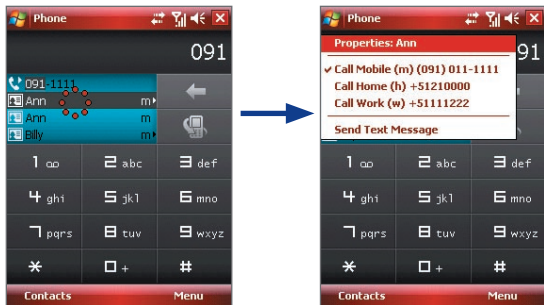 Phone
091
091-1111
Ann m
Ann m
Billy m
1
2 abc
3 def
4 ghi
5 jkl
6 mno
7 pqrs
8 tuv
9 wxyz
* 0 + #
Contacts Menu
Phone
91
Properties: Ann
✓ Call Mobile (m) (091) 011-1111
Call Home (h) +51210000
Call Work (w) +51111222
Send Text Message
1
2 abc
3 def
4 ghi
5 jkl
6 mno
7 pqrs
8 tuv
9 wxyz
* 0 + #
Contacts Menu